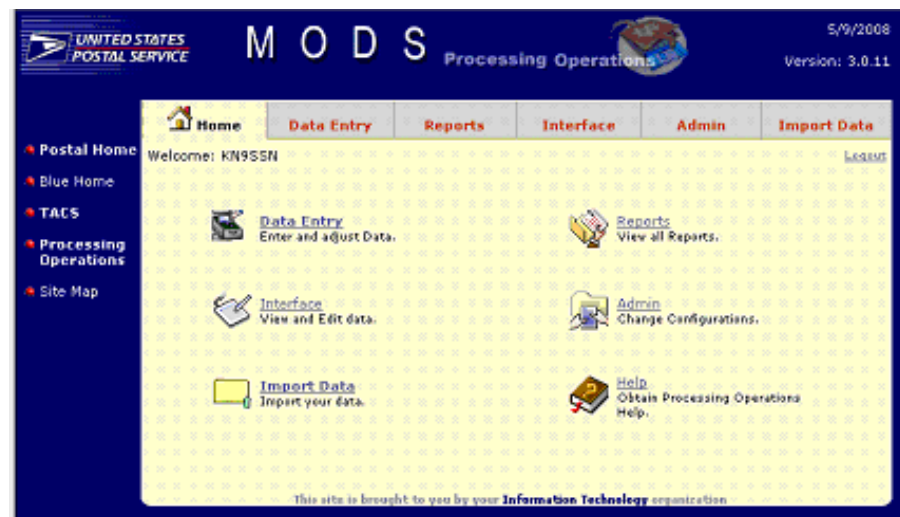 UNITED STATES
POSTAL SERVICE
M O D S
Processing Operations
5/9/2008
Version: 3.0.11
Home
Data Entry
Reports
Interface
Admin
Import Data
Postal Home
Blue Home
TACS
Processing
Operations
Site Map
Welcome: KN9SSN
Logout
Data Entry
Enter and adjust Data.
Reports
View all Reports.
Interface
View and Edit data.
Admin
Change Configurations.
Import Data
Import your data.
Help
Obtain Processing Operations
Help.
This site is brought to you by your Information Technology organization